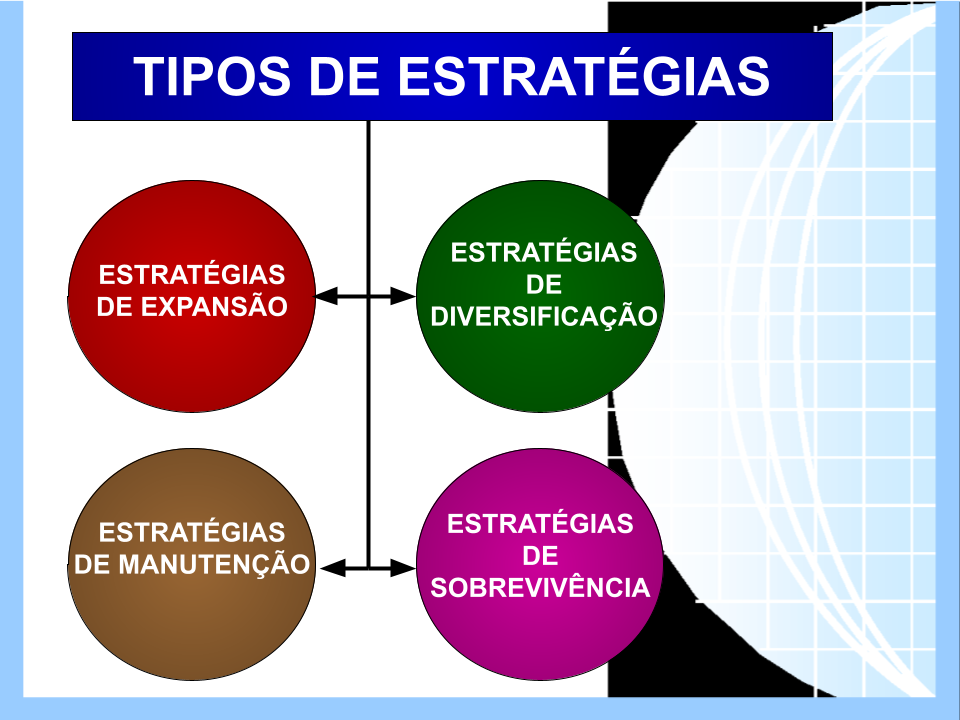 TIPOS DE ESTRATÉGIAS
ESTRATÉGIAS
DE EXPANSÃO
ESTRATÉGIAS
DE
DIVERSIFICAÇÃO
ESTRATÉGIAS
DE MANUTENÇÃO
ESTRATÉGIAS
DE
SOBREVIVÊNCIA